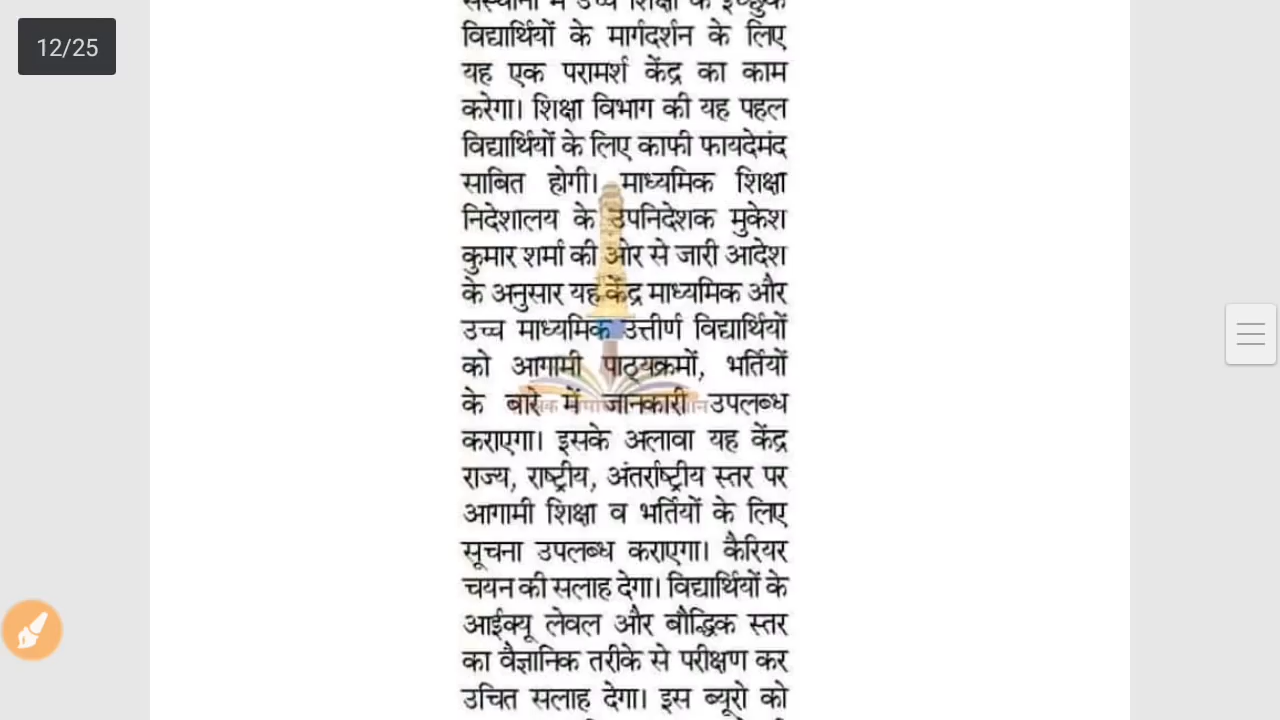 12/25
संस्थानों में उच्च शिक्षा के इच्छुक
विद्यार्थियों के मार्गदर्शन के लिए
यह एक परामर्श केंद्र का काम
करेगा। शिक्षा विभाग की यह पहल
विद्यार्थियों के लिए काफी फायदेमंद
साबित होगी। माध्यमिक शिक्षा
निदेशालय के उपनिदेशक मुकेश
कुमार शर्मा की ओर से जारी आदेश
के अनुसार यह केंद्र माध्यमिक और
उच्च माध्यमिक उत्तीर्ण विद्यार्थियों
को आगामी पाठ्यक्रमों, भर्तियों
के बारे में जानकारी उपलब्ध
कराएगा। इसके अलावा यह केंद्र
राज्य, राष्ट्रीय, अंतर्राष्ट्रीय स्तर पर
आगामी शिक्षा व भर्तियों के लिए
सूचना उपलब्ध कराएगा। कैरियर
चयन की सलाह देगा। विद्यार्थियों के
आईक्यू लेवल और बौद्धिक स्तर
का वैज्ञानिक तरीके से परीक्षण कर
उचित सलाह देगा। इस ब्यूरो को